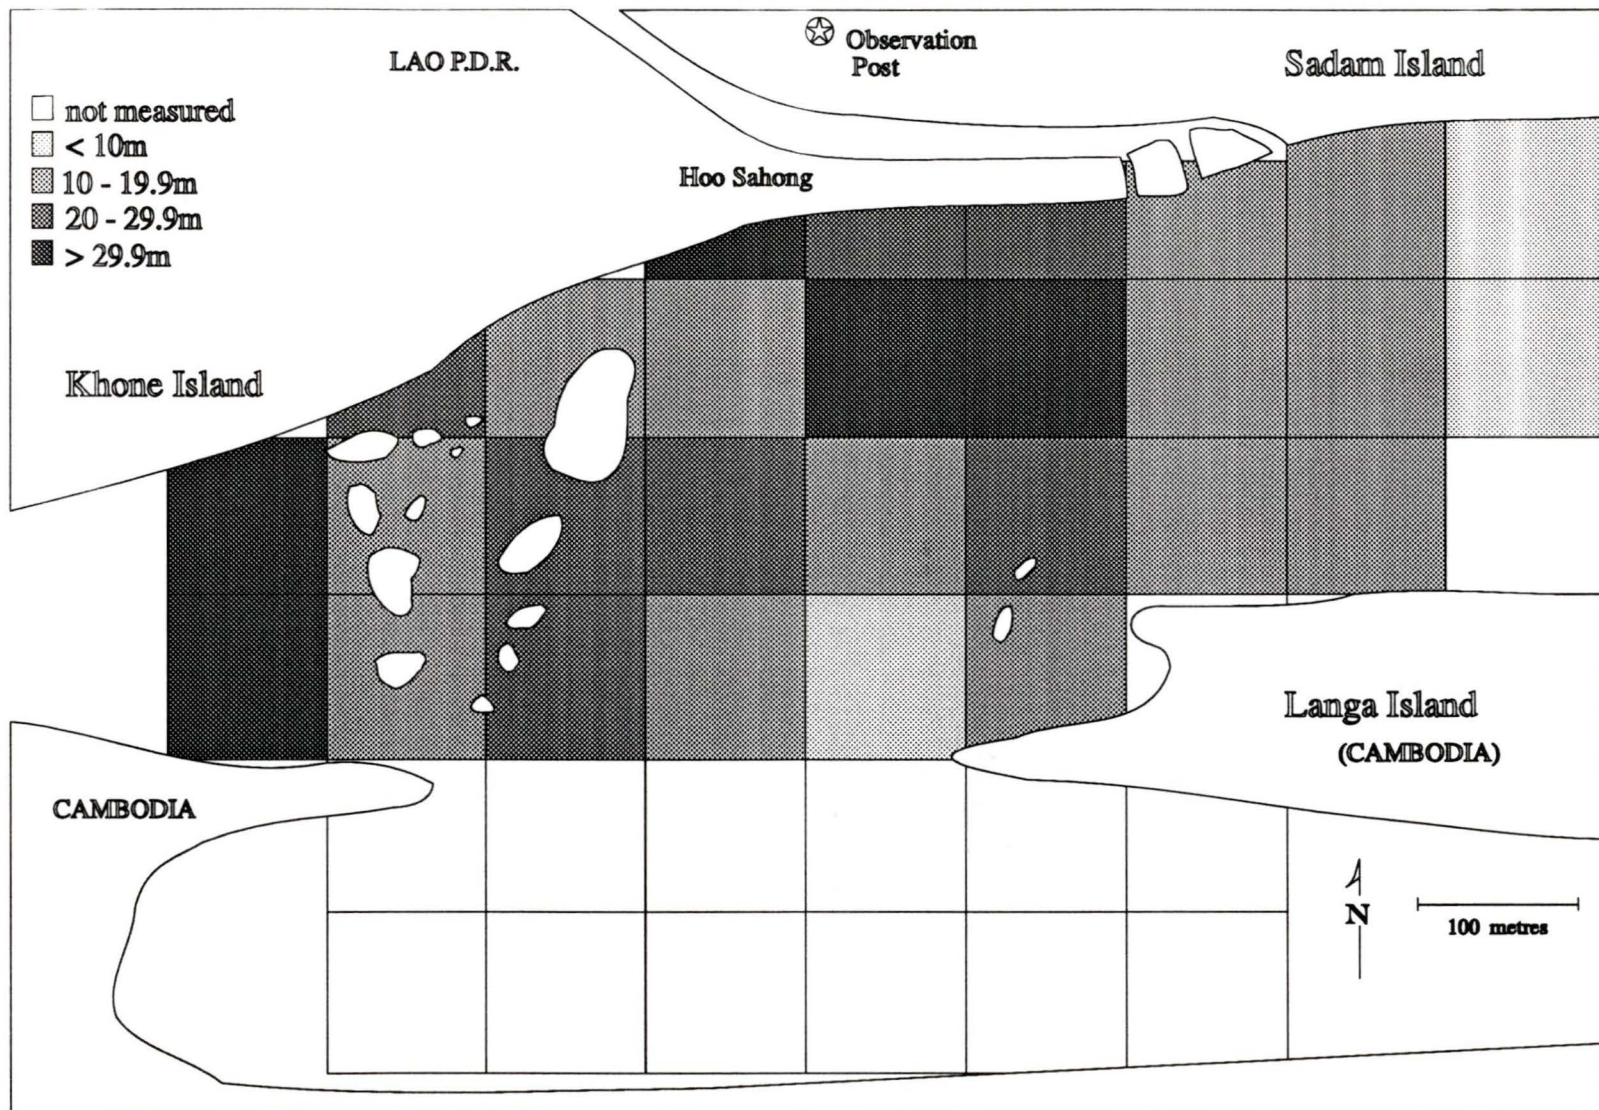 LAO P.D.R.
Observation
Post
Sadam Island
not measured
< 10m
10 - 19.9m
20 - 29.9m
> 29.9m
Hoo Sahong
Khone Island
Langa Island
(CAMBODIA)
CAMBODIA
N
100 metres